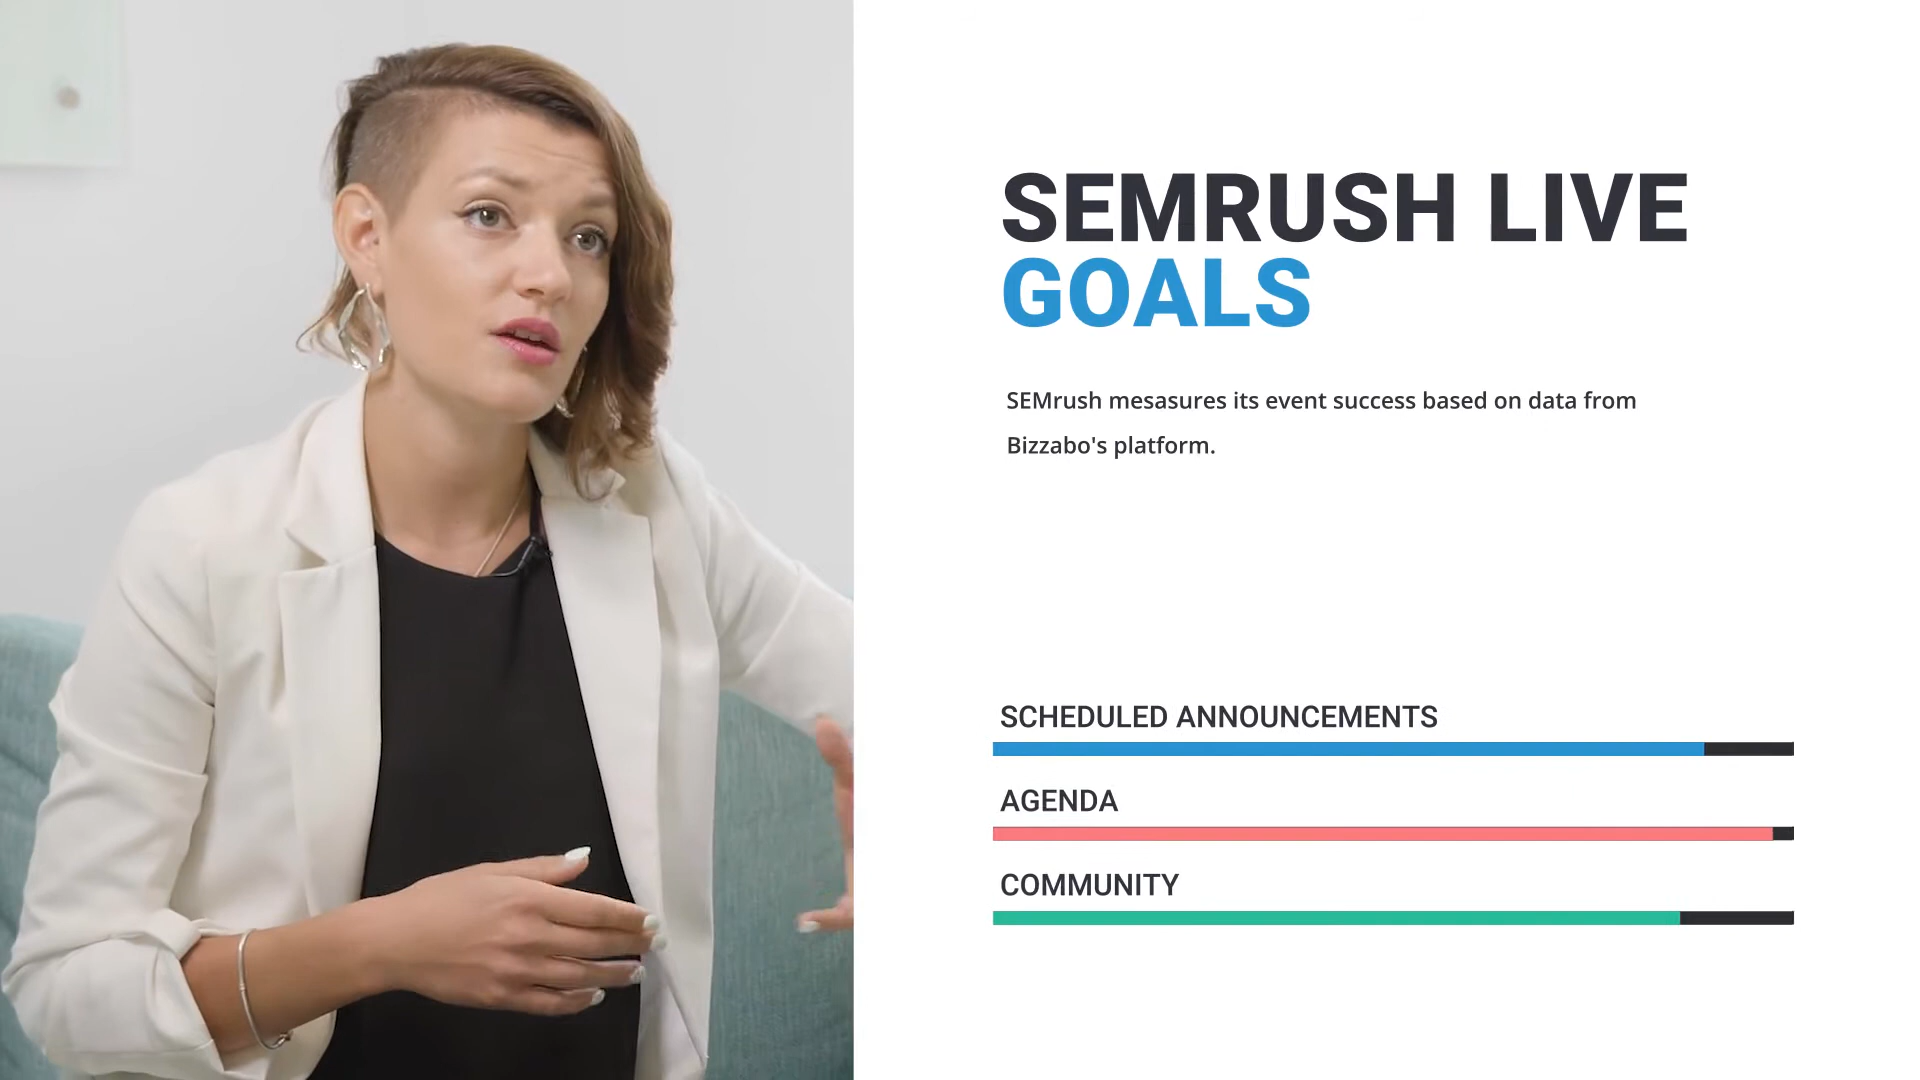 SEMRUSH LIVE
GOALS
SEMrush mesasures its event success based on data from
Bizzabo's platform.
SCHEDULED ANNOUNCEMENTS
AGENDA
COMMUNITY